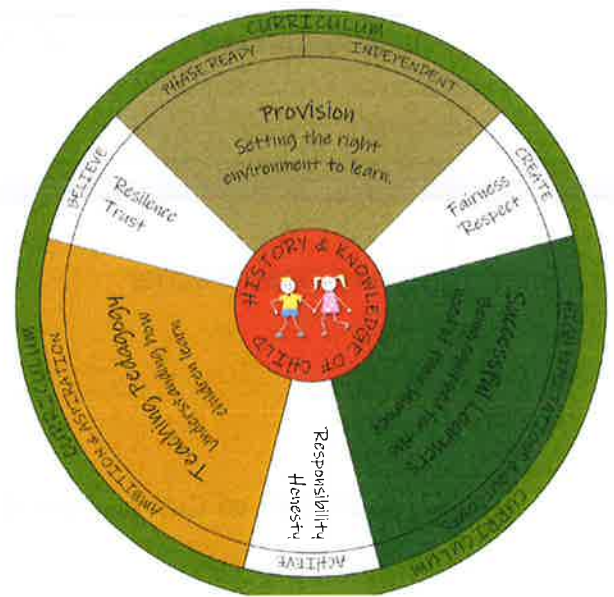 CURRICULUM
PHASE READY
INDEPENDENT
Provision
Setting the right
environment to learn.
BELIEVE
Resilence
Trust
CREATE
Fairness
Respect
HISTORY & KNOWLEDGE OF CHILD
Teaching Pedagogy
Understanding how
children learn
AMBITION & ASPIRATION
CURRICULUM
Successful Learners
CURRICULUM
Responsibility
Honesty
ACHIEVE